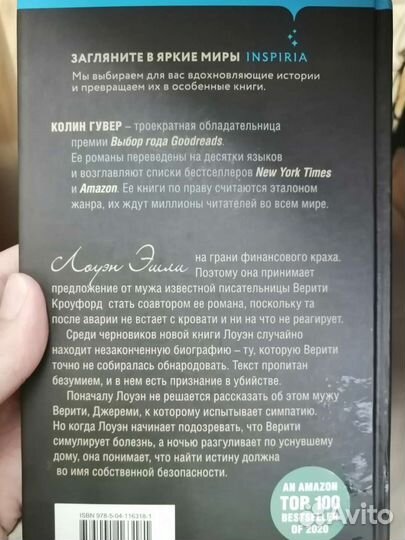 ЗАГЛЯНИТЕ В ЯРКИЕ МИРЫ INSPIRIA
Мы выбираем для вас вдохновляющие истории
и превращаем их в особенные книги.
КОЛИН ГУВЕР – троекратная обладательница
премии Выбор года Goodreads.
Ее романы переведены на десятки языков
и возглавляют списки бестселлеров New York Times
и Amazon. Ее книги по праву считаются эталоном
жанра, их ждут миллионы читателей во всем мире.
Лоуэн Эшли на грани финансового краха.
Поэтому она принимает
предложение от мужа известной писательницы Верити
Кроуфорд стать соавтором ее романа, поскольку та
после аварии не встает с кровати и ни на что не реагирует.
Среди черновиков новой книги Лоуэн случайно
находит незаконченную биографию – ту, которую Верити
точно не собиралась обнародовать. Текст пропитан
безумием, и в нем есть признание в убийстве.
Поначалу Лоуэн не решается рассказать об этом мужу
Верити, Джереми, к которому испытывает симпатию.
Но когда Лоуэн начинает подозревать, что Верити
симулирует болезнь, а ночью разгуливает по уснувшему
дому, она понимает, что найти истину должна
во имя собственной безопасности.
ISBN 978-5-04-116318-1
AN AMAZON
TOP 100
BESTSELLER
OF 2020
Avito